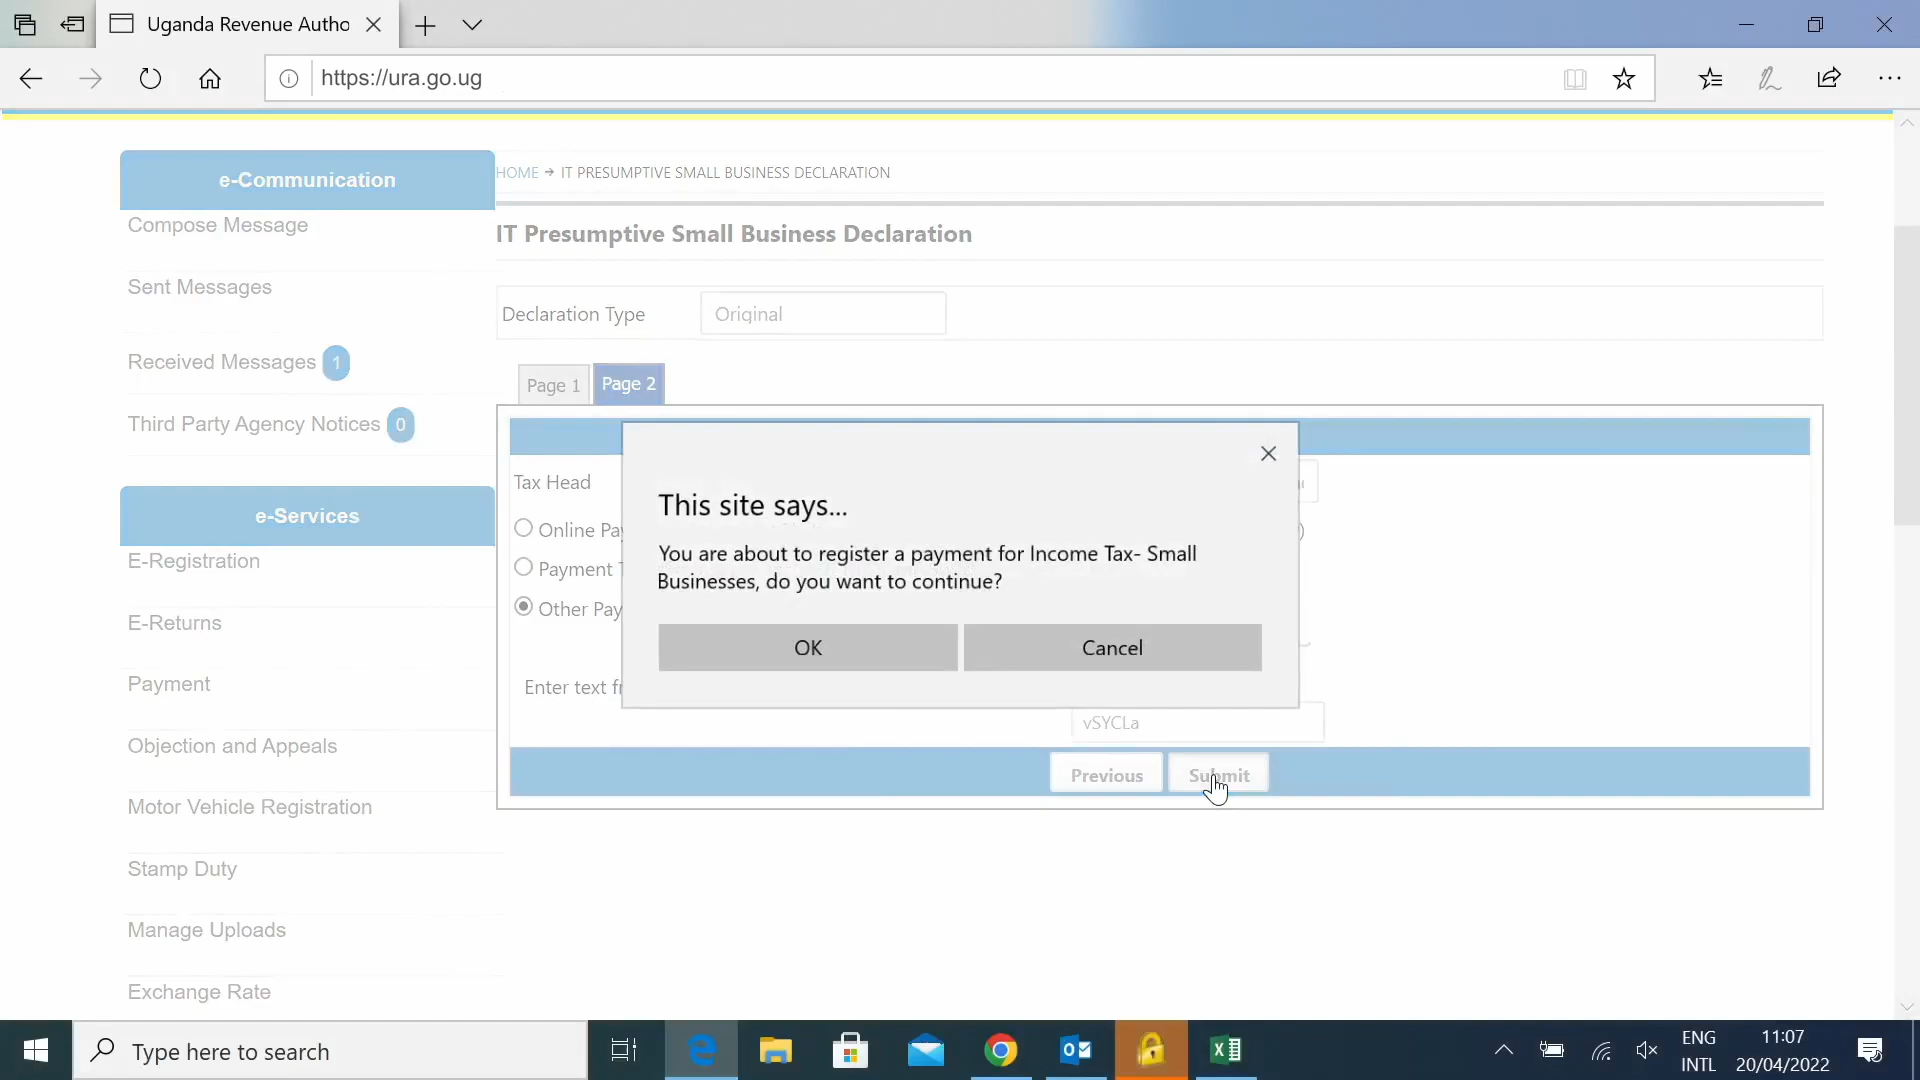 Uganda Revenue Autho
https://ura.go.ug
e-Communication
Compose Message
Sent Messages
Received Messages 1
Third Party Agency Notices 0
e-Services
E-Registration
E-Returns
Payment
Objection and Appeals
Motor Vehicle Registration
Stamp Duty
Manage Uploads
Exchange Rate
HOME → IT PRESUMPTIVE SMALL BUSINESS DECLARATION
IT Presumptive Small Business Declaration
Declaration Type Original
Page 1 Page 2
Tax Head
Online Pay
Payment
Other Pay
Enter text
This site says...
You are about to register a payment for Income Tax- Small
Businesses, do you want to continue?
OK Cancel
vSYCLa
Previous Submit
Type here to search
ENG
INTL
11:07
20/04/2022